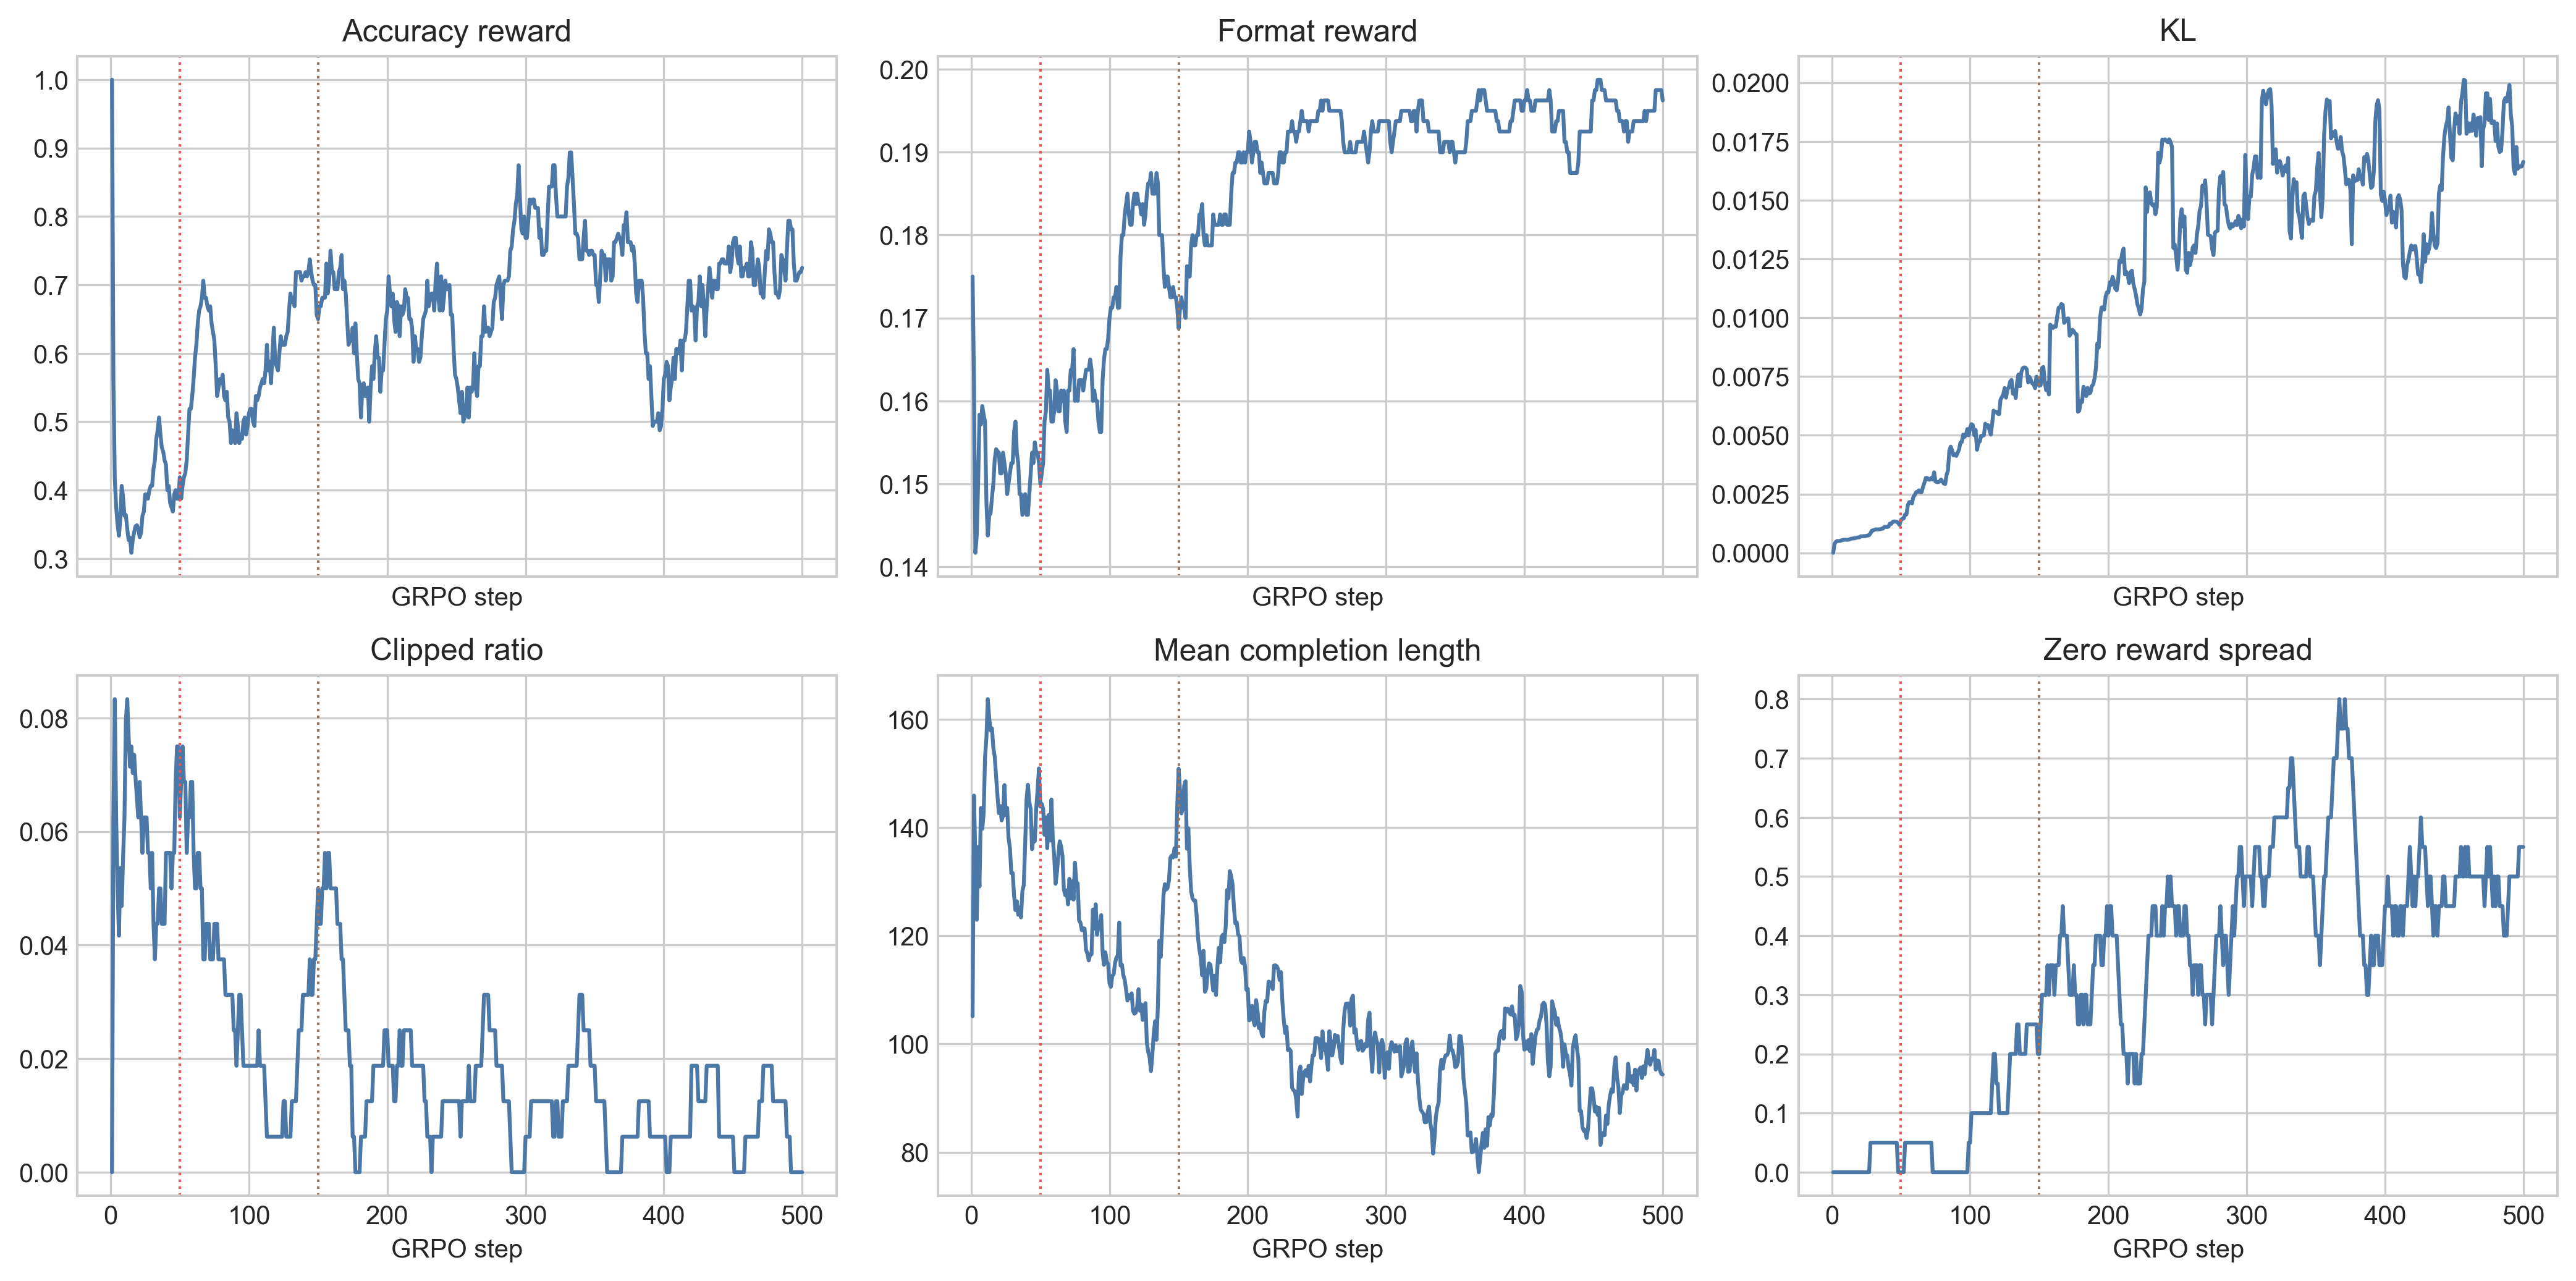 Accuracy reward
1.0
0.9
0.8
0.7
0.6
0.5
0.4
0.3
GRPO step
Format reward
0.20
0.19
0.18
0.17
0.16
0.15
0.14
GRPO step
KL
0.0200
0.0175
0.0150
0.0125
0.0100
0.0075
0.0050
0.0025
0.0000
GRPO step
Clipped ratio
0.08
0.06
0.04
0.02
0.00
0 100 200 300 400 500
GRPO step
Mean completion length
160
140
120
100
80
0 100 200 300 400 500
GRPO step
Zero reward spread
0.8
0.7
0.6
0.5
0.4
0.3
0.2
0.1
0.0
0 100 200 300 400 500
GRPO step